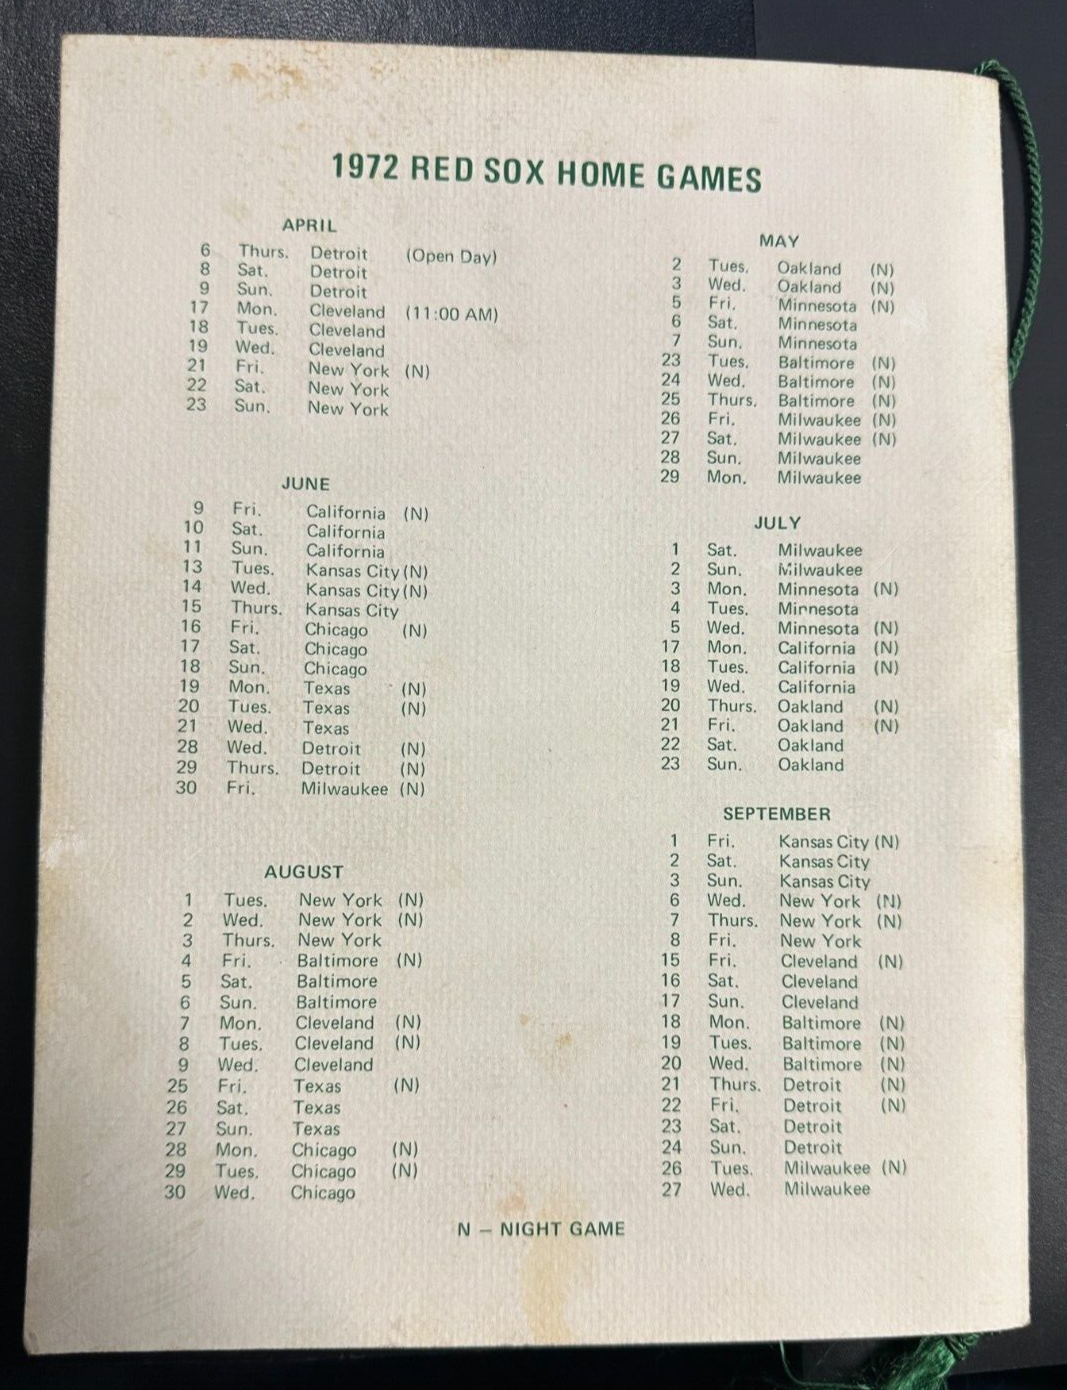 1972 RED SOX HOME GAMES
APRIL
6 Thurs. Detroit (Open Day)
8 Sat. Detroit
9 Sun. Detroit
17 Mon. Cleveland (11:00 AM)
18 Tues. Cleveland
19 Wed. Cleveland
21 Fri. New York (N)
22 Sat. New York
23 Sun. New York
MAY
2 Tues. Oakland (N)
3 Wed. Oakland (N)
5 Fri. Minnesota (N)
6 Sat. Minnesota
7 Sun. Minnesota
23 Tues. Baltimore (N)
24 Wed. Baltimore (N)
25 Thurs. Baltimore (N)
26 Fri. Milwaukee (N)
27 Sat. Milwaukee (N)
28 Sun. Milwaukee
29 Mon. Milwaukee
JUNE
9 Fri. California (N)
10 Sat. California
11 Sun. California
13 Tues. Kansas City (N)
14 Wed. Kansas City (N)
15 Thurs. Kansas City
16 Fri. Chicago (N)
17 Sat. Chicago
18 Sun. Chicago
19 Mon. Texas (N)
20 Tues. Texas (N)
21 Wed. Texas
28 Wed. Detroit (N)
29 Thurs. Detroit (N)
30 Fri. Milwaukee (N)
JULY
1 Sat. Milwaukee
2 Sun. Milwaukee
3 Mon. Minnesota (N)
4 Tues. Minnesota
5 Wed. Minnesota (N)
17 Mon. California (N)
18 Tues. California (N)
19 Wed. California
20 Thurs. Oakland (N)
21 Fri. Oakland (N)
22 Sat. Oakland
23 Sun. Oakland
AUGUST
1 Tues. New York (N)
2 Wed. New York (N)
3 Thurs. New York
4 Fri. Baltimore (N)
5 Sat. Baltimore
6 Sun. Baltimore
7 Mon. Cleveland (N)
8 Tues. Cleveland (N)
9 Wed. Cleveland
25 Fri. Texas (N)
26 Sat. Texas
27 Sun. Texas
28 Mon. Chicago (N)
29 Tues. Chicago (N)
30 Wed. Chicago
SEPTEMBER
1 Fri. Kansas City (N)
2 Sat. Kansas City
3 Sun. Kansas City
6 Wed. New York (N)
7 Thurs. New York (N)
8 Fri. New York
15 Fri. Cleveland (N)
16 Sat. Cleveland
17 Sun. Cleveland
18 Mon. Baltimore (N)
19 Tues. Baltimore (N)
20 Wed. Baltimore (N)
21 Thurs. Detroit (N)
22 Fri. Detroit (N)
23 Sat. Detroit
24 Sun. Detroit
26 Tues. Milwaukee (N)
27 Wed. Milwaukee
N – NIGHT GAME